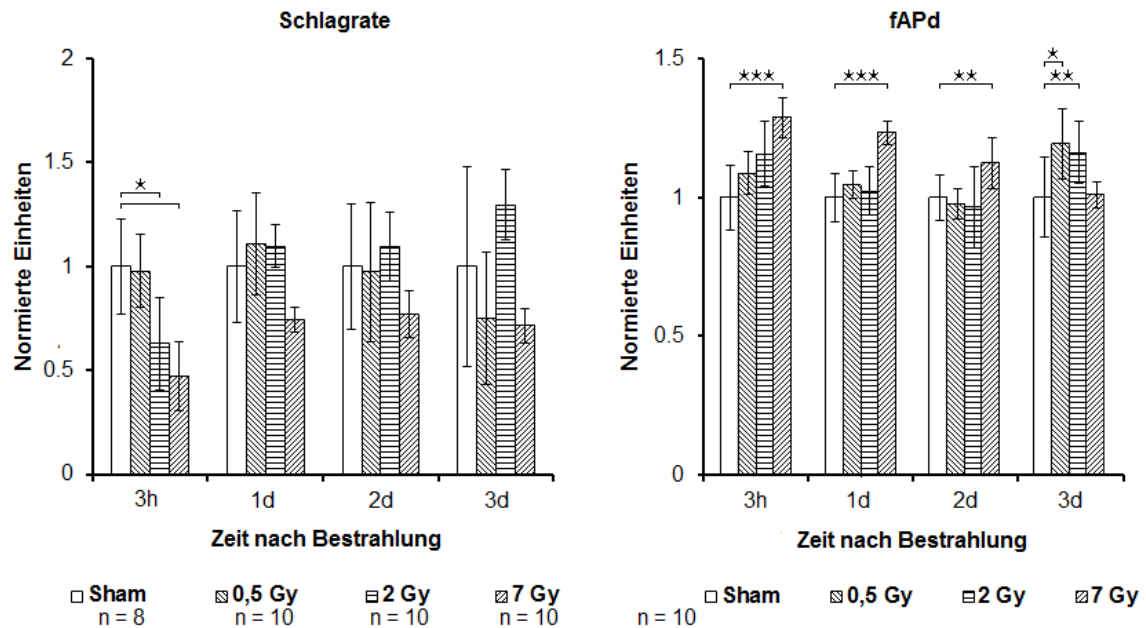 Schlagrate
2
1.5
1
0.5
0
Normierte Einheiten
★
3h 1d 2d 3d
Zeit nach Bestrahlung
Sham 0,5 Gy 2 Gy 7 Gy
n = 8 n = 10 n = 10 n = 10
fAPd
1.5
1
0.5
0
Normierte Einheiten
★★★ ★★★ ★★ ★
★★
3h 1d 2d 3d
Zeit nach Bestrahlung
Sham 0,5 Gy 2 Gy 7 Gy
n = 10